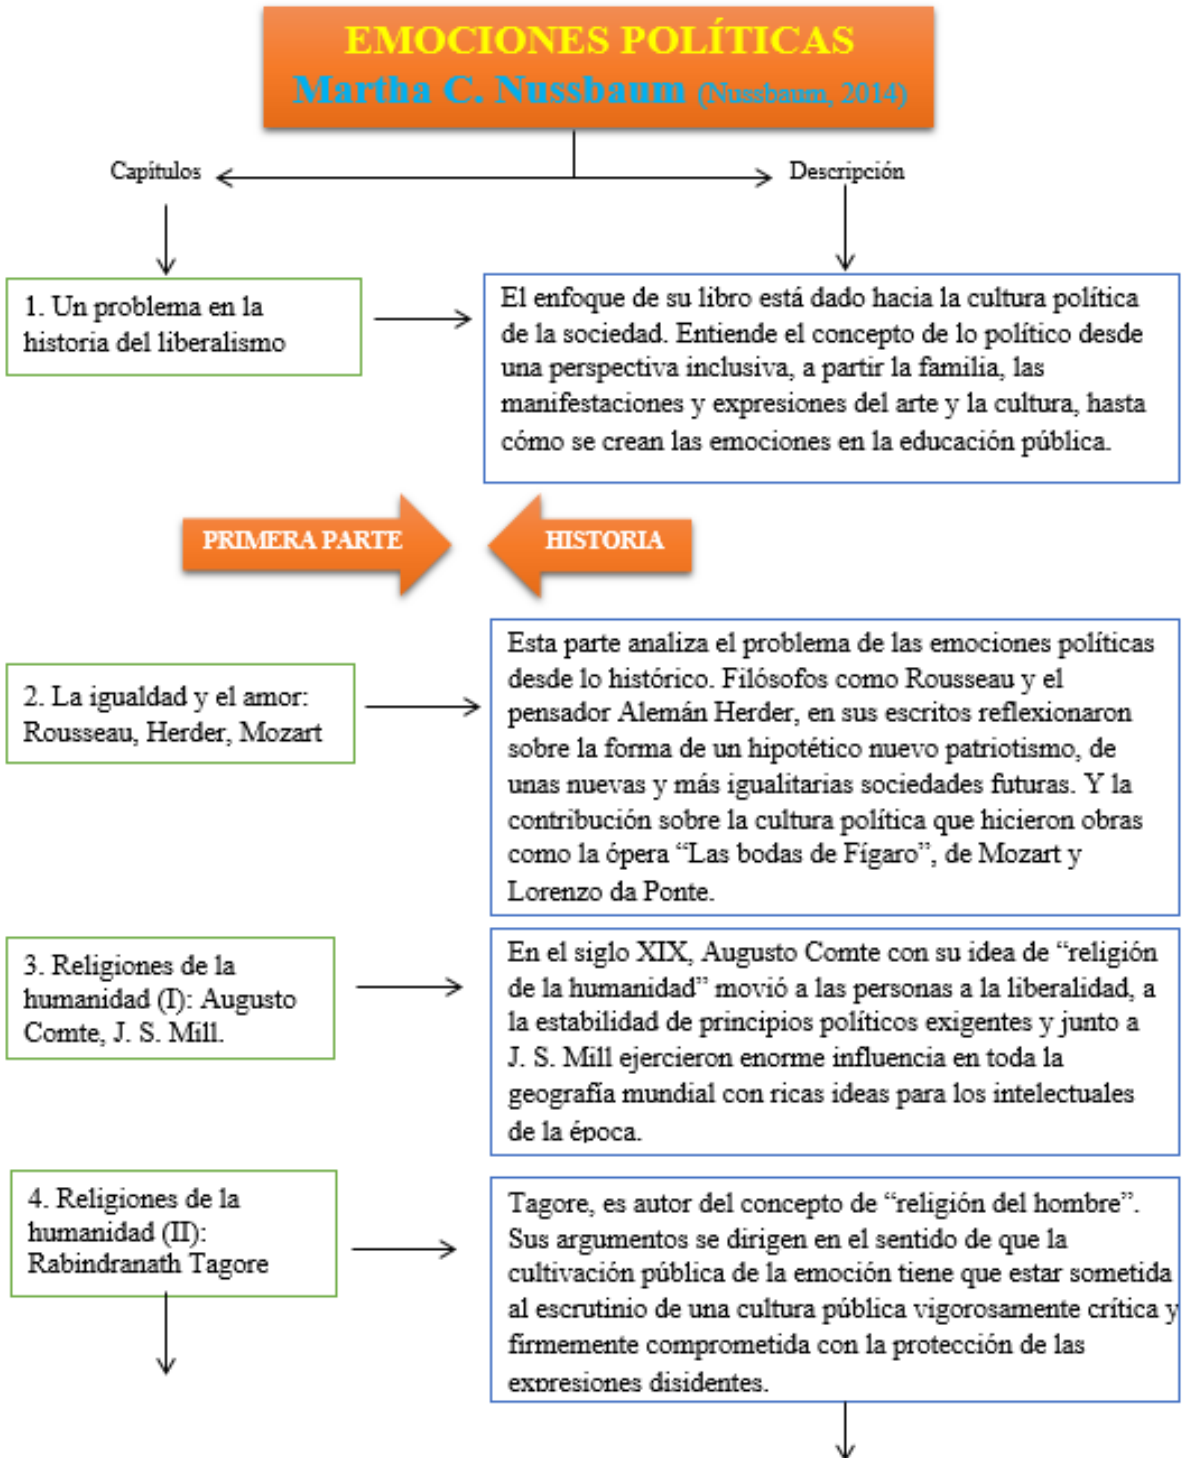 EMOCIONES POLÍTICAS
Martha C. Nussbaum (Nussbaum, 2014)
Capítulos
Descripción
1. Un problema en la
historia del liberalismo
El enfoque de su libro está dado hacia la cultura política
de la sociedad. Entiende el concepto de lo político desde
una perspectiva inclusiva, a partir la familia, las
manifestaciones y expresiones del arte y la cultura, hasta
cómo se crean las emociones en la educación pública.
PRIMERA PARTE
HISTORIA
2. La igualdad y el amor:
Rousseau, Herder, Mozart
Esta parte analiza el problema de las emociones políticas
desde lo histórico. Filósofos como Rousseau y el
pensador Alemán Herder, en sus escritos reflexionaron
sobre la forma de un hipotético nuevo patriotismo, de
unas nuevas y más igualitarias sociedades futuras. Y la
contribución sobre la cultura política que hicieron obras
como la ópera “Las bodas de Fígaro”, de Mozart y
Lorenzo da Ponte.
3. Religiones de la
humanidad (I): Augusto
Comte, J. S. Mill.
En el siglo XIX, Augusto Comte con su idea de “religión
de la humanidad” movió a las personas a la liberalidad, a
la estabilidad de principios políticos exigentes y junto a
J. S. Mill ejercieron enorme influencia en toda la
geografía mundial con ricas ideas para los intelectuales
de la época.
4. Religiones de la
humanidad (II):
Rabindranath Tagore
Tagore, es autor del concepto de “religión del hombre”.
Sus argumentos se dirigen en el sentido de que la
cultivación pública de la emoción tiene que estar sometida
al escrutinio de una cultura pública vigorosamente crítica y
firmemente comprometida con la protección de las
expresiones disidentes.